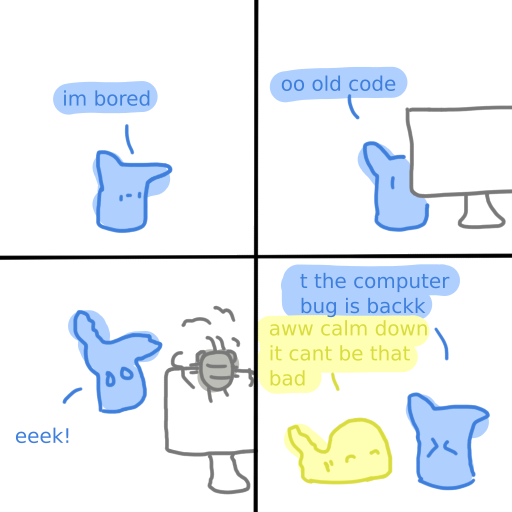 im bored
oo old code
eeek!
t the computer
bug is backk
aww calm down
it cant be that
bad